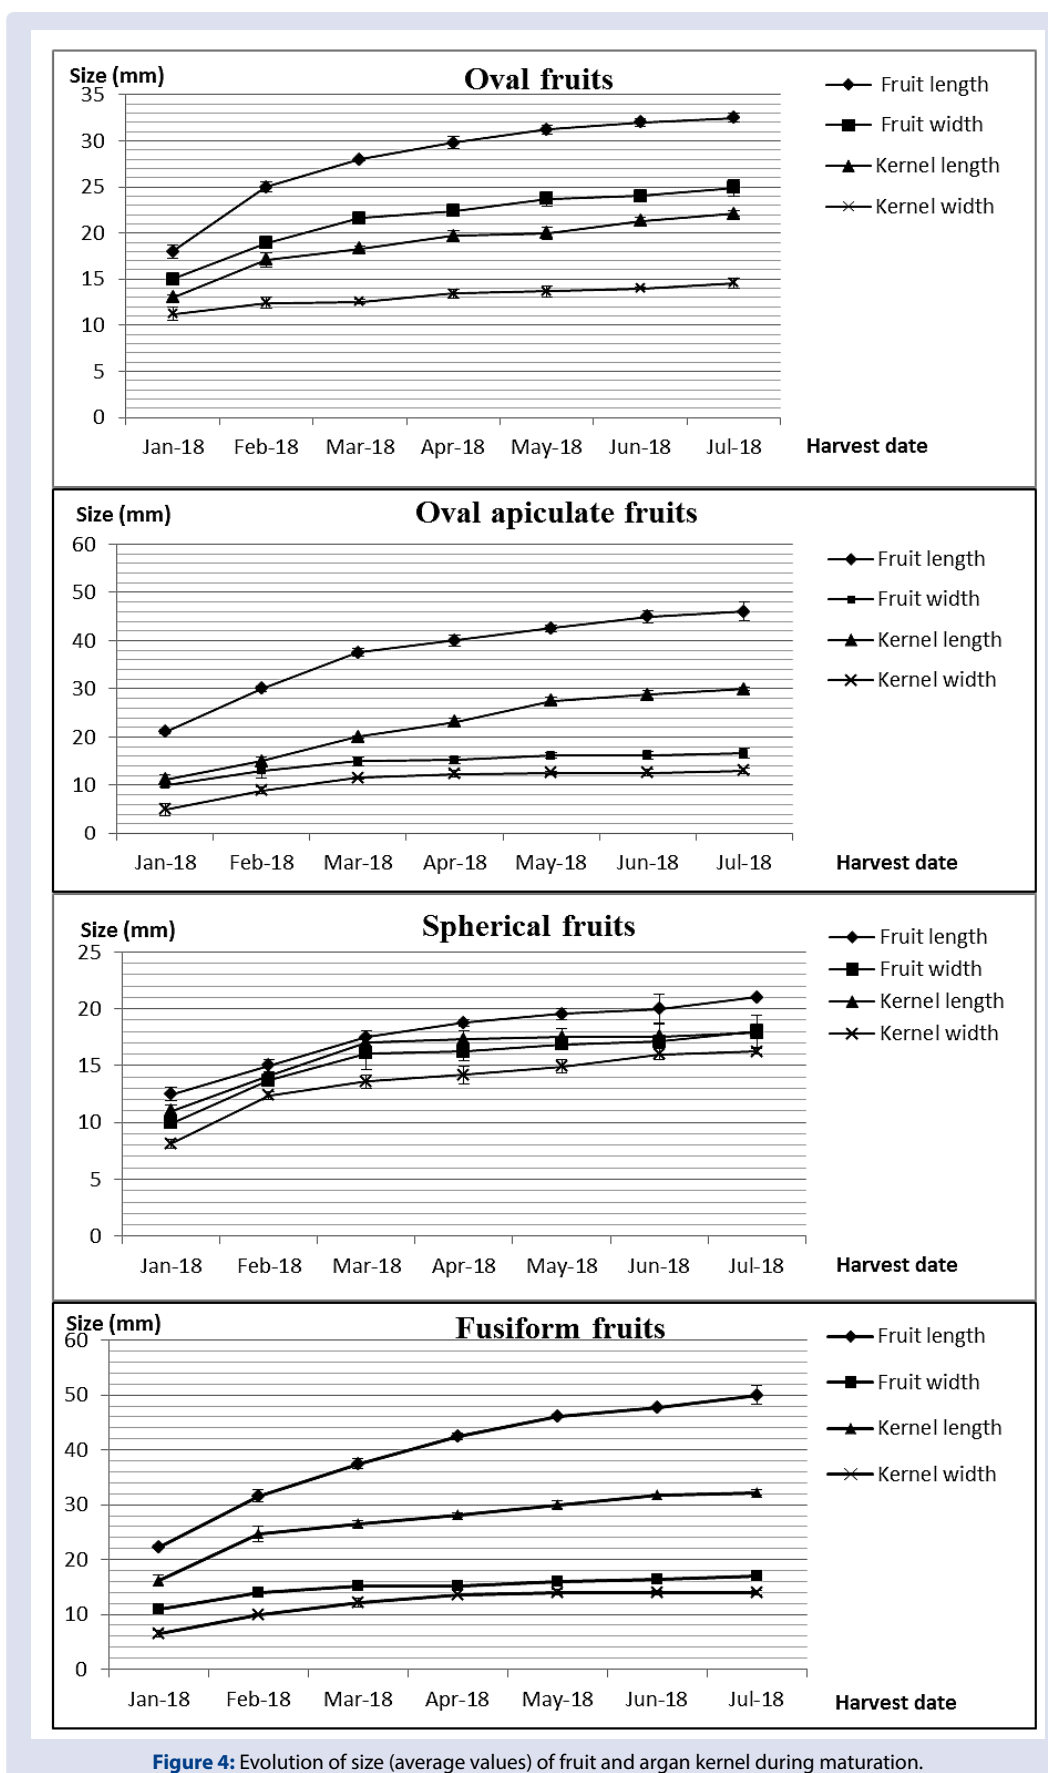 Size (mm)
Oval fruits
35
30
25
20
15
10
5
0
Fruit length
Fruit width
Kernel length
Kernel width
Jan-18 Feb-18 Mar-18 Apr-18 May-18 Jun-18 Jul-18 Harvest date
Size (mm)
Oval apiculate fruits
60
50
40
30
20
10
0
Fruit length
Fruit width
Kernel length
Kernel width
Jan-18 Feb-18 Mar-18 Apr-18 May-18 Jun-18 Jul-18 Harvest date
Size (mm)
Spherical fruits
25
20
15
10
5
0
Fruit length
Fruit width
Kernel length
Kernel width
Jan-18 Feb-18 Mar-18 Apr-18 May-18 Jun-18 Jul-18 Harvest date
Size (mm)
Fusiform fruits
60
50
40
30
20
10
0
Fruit length
Fruit width
Kernel length
Kernel width
Jan-18 Feb-18 Mar-18 Apr-18 May-18 Jun-18 Jul-18 Harvest date
Figure 4: Evolution of size (average values) of fruit and argan kernel during maturation.